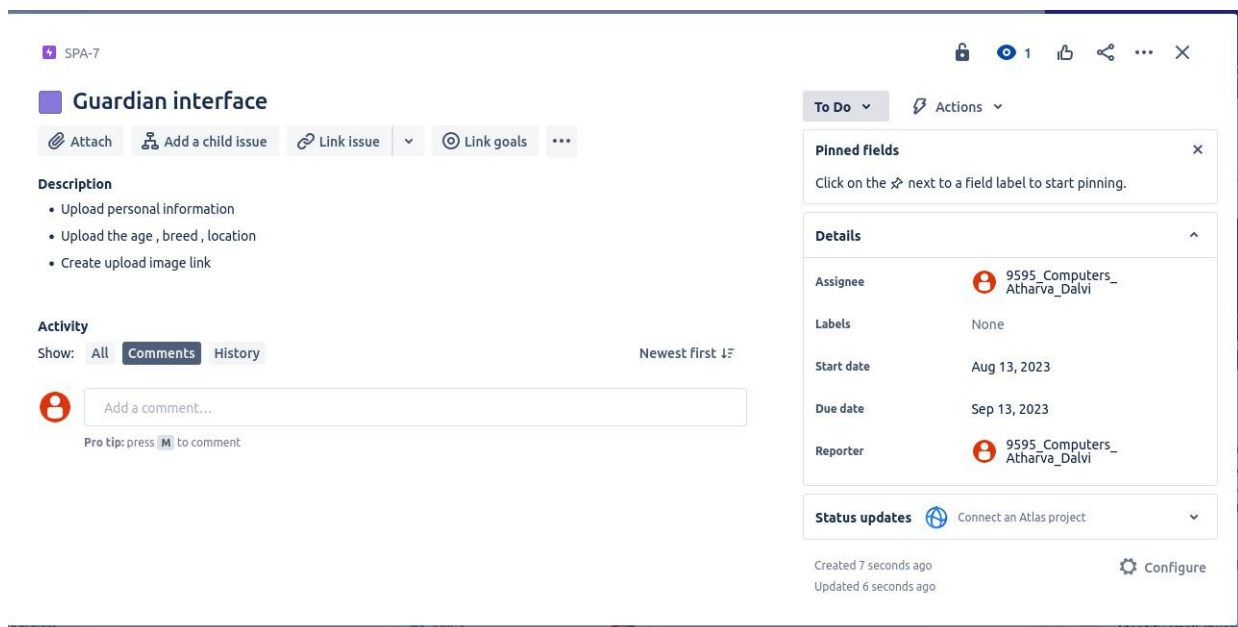 SPA-7
1
Guardian interface
Attach
Add a child issue
Link issue
Link goals
Description
• Upload personal information
• Upload the age , breed , location
• Create upload image link
Activity
Show: All Comments History
Newest first
Add a comment...
Pro tip: press M to comment
To Do
Actions
Pinned fields
Click on the next to a field label to start pinning.
Details
Assignee
9595_Computers_
Atharva_Dalvi
Labels
None
Start date
Aug 13, 2023
Due date
Sep 13, 2023
Reporter
9595_Computers_
Atharva_Dalvi
Status updates
Connect an Atlas project
Created 7 seconds ago
Updated 6 seconds ago
Configure